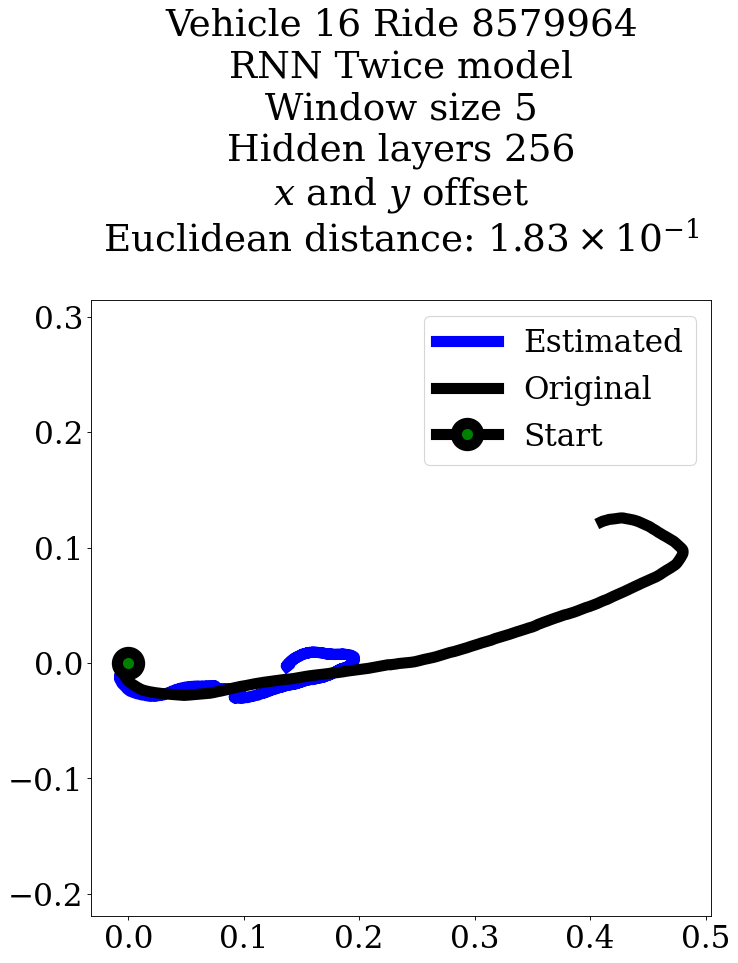 Vehicle 16 Ride 8579964
RNN Twice model
Window size 5
Hidden layers 256
x and y offset
Euclidean distance: 1.83 × 10⁻¹
Estimated
Original
Start
0.3
0.2
0.1
0.0
−0.1
−0.2
0.0 0.1 0.2 0.3 0.4 0.5